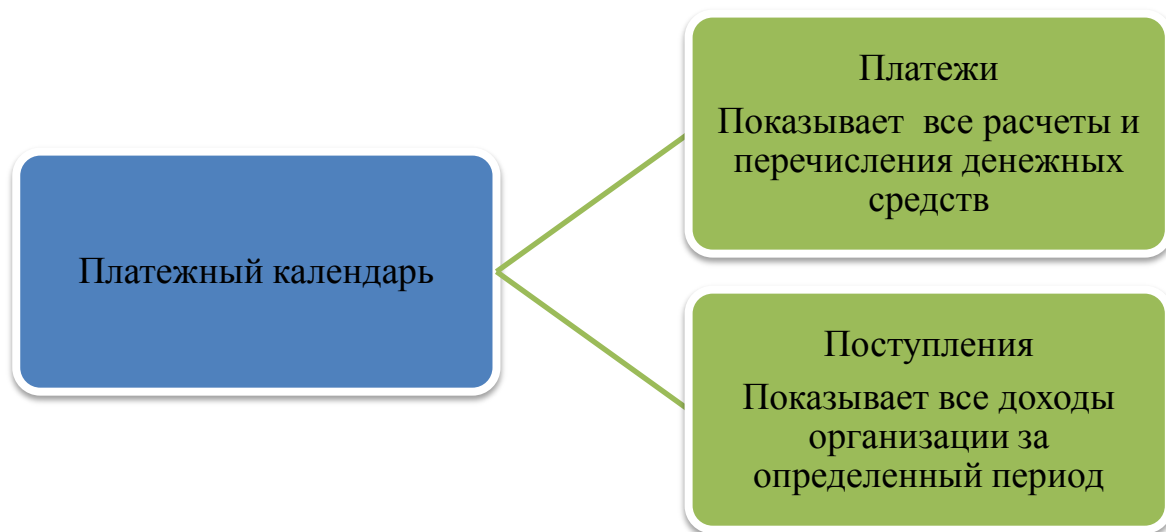 Платежи
Показывает все расчеты и
перечисления денежных
средств
Платежный календарь
Поступления
Показывает все доходы
организации за
определенный период